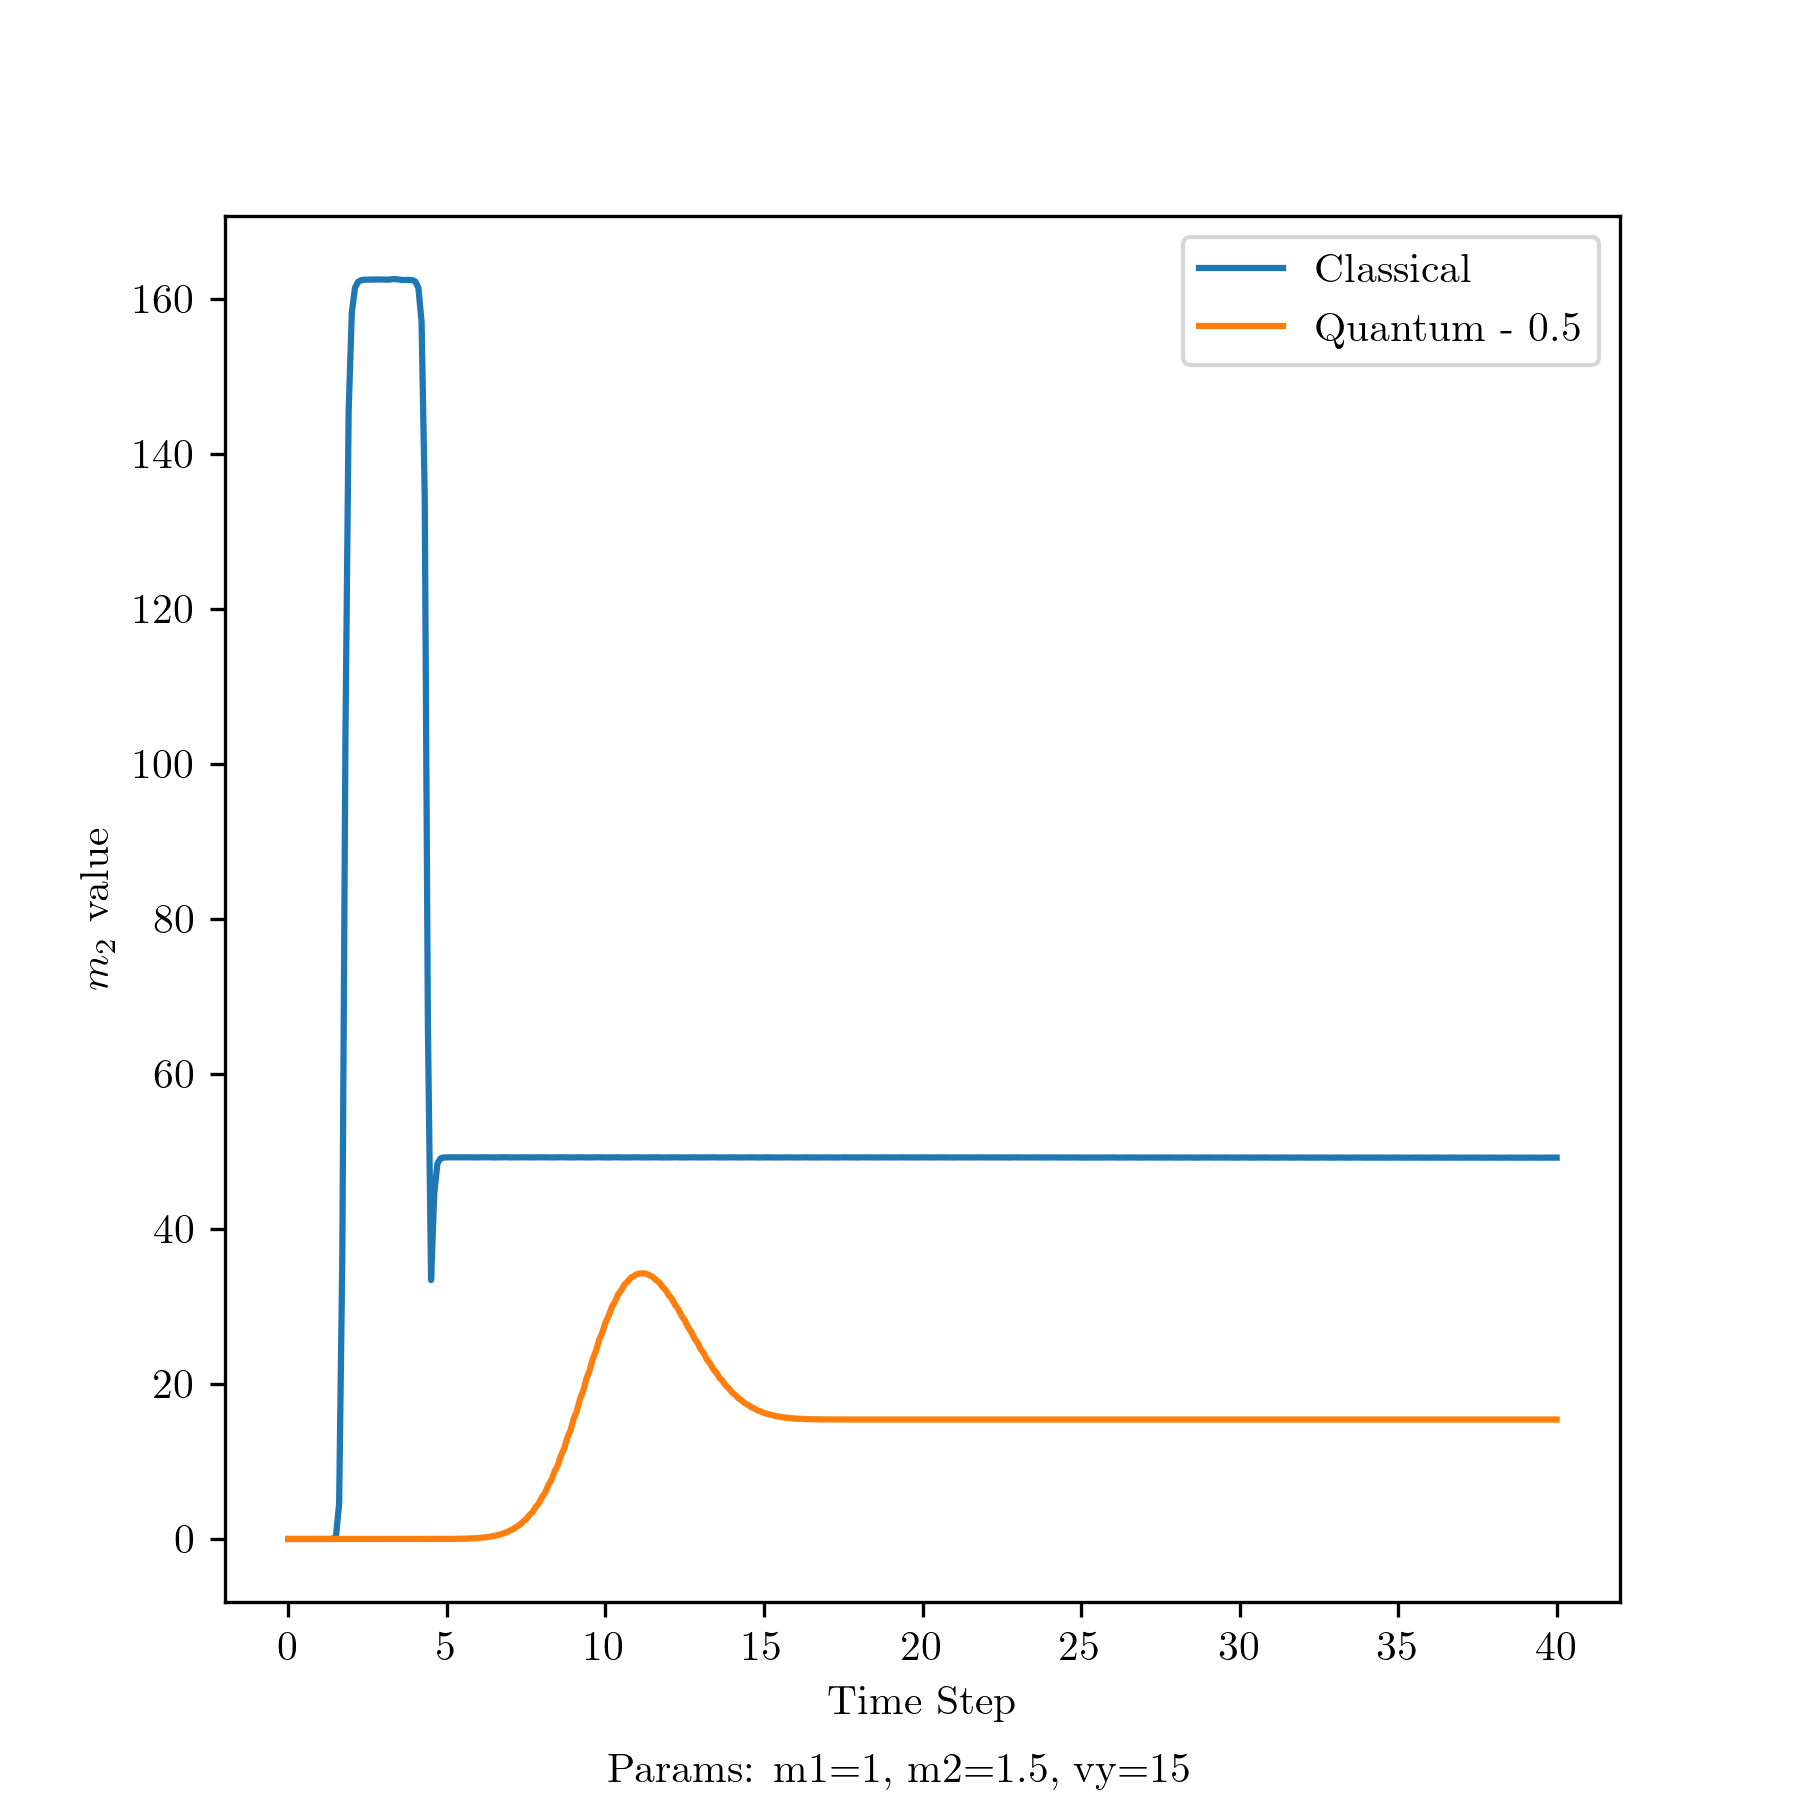 Classical
Quantum - 0.5
160
140
120
100
80
60
40
20
0
m₂ value
0 5 10 15 20 25 30 35 40
Time Step
Params: m1=1, m2=1.5, vy=15